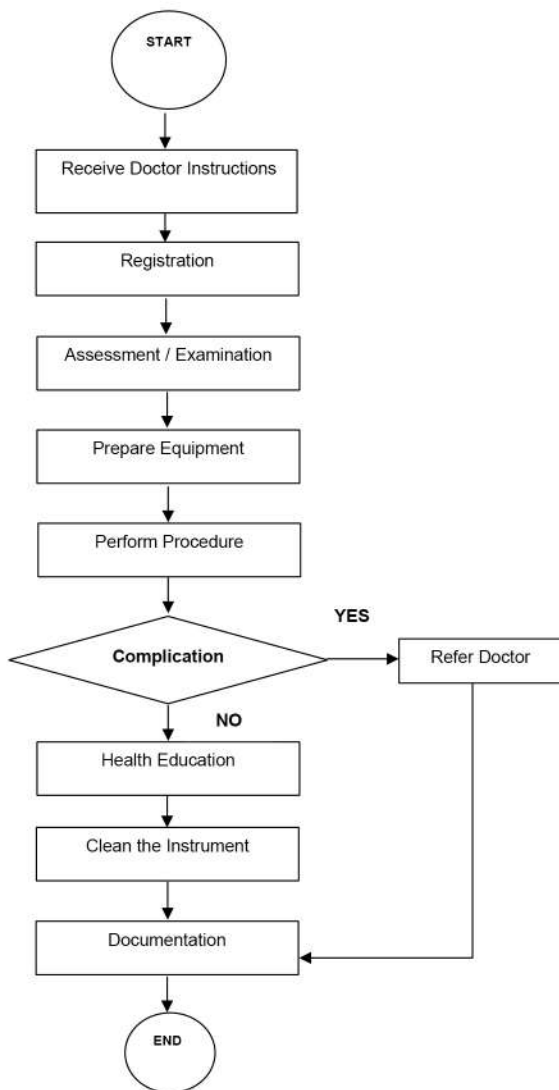 START
Receive Doctor Instructions
Registration
Assessment / Examination
Prepare Equipment
Perform Procedure
YES
Complication
Refer Doctor
NO
Health Education
Clean the Instrument
Documentation
END